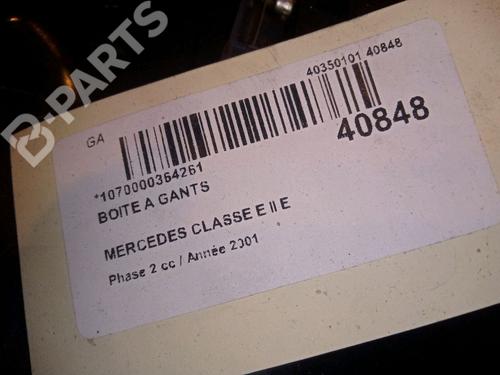 B-PARTS
40350101 40848
GA
40848
*1070000364261
BOITE A GANTS
MERCEDES CLASSE E II E
Phase 2 cc / Année 2001